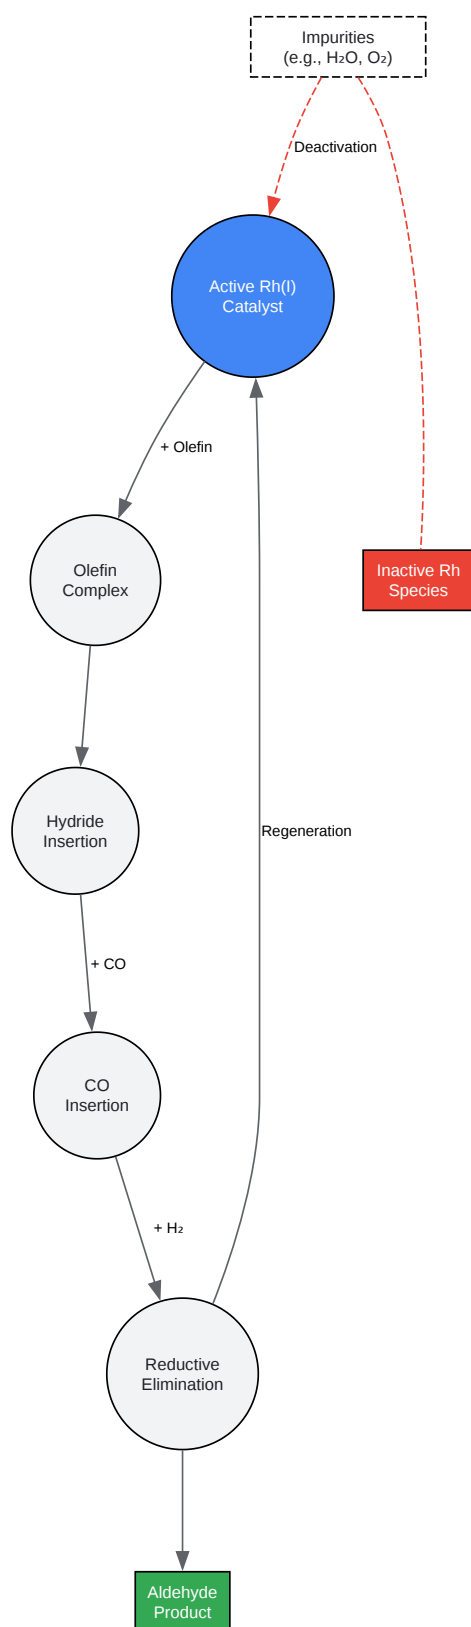 Impurities
(e.g., H₂O, O₂)
Deactivation
Active Rh(I)
Catalyst
+ Olefin
Olefin
Complex
Inactive Rh
Species
Hydride
Insertion
Regeneration
+ CO
CO
Insertion
+ H₂
Reductive
Elimination
Aldehyde
Product